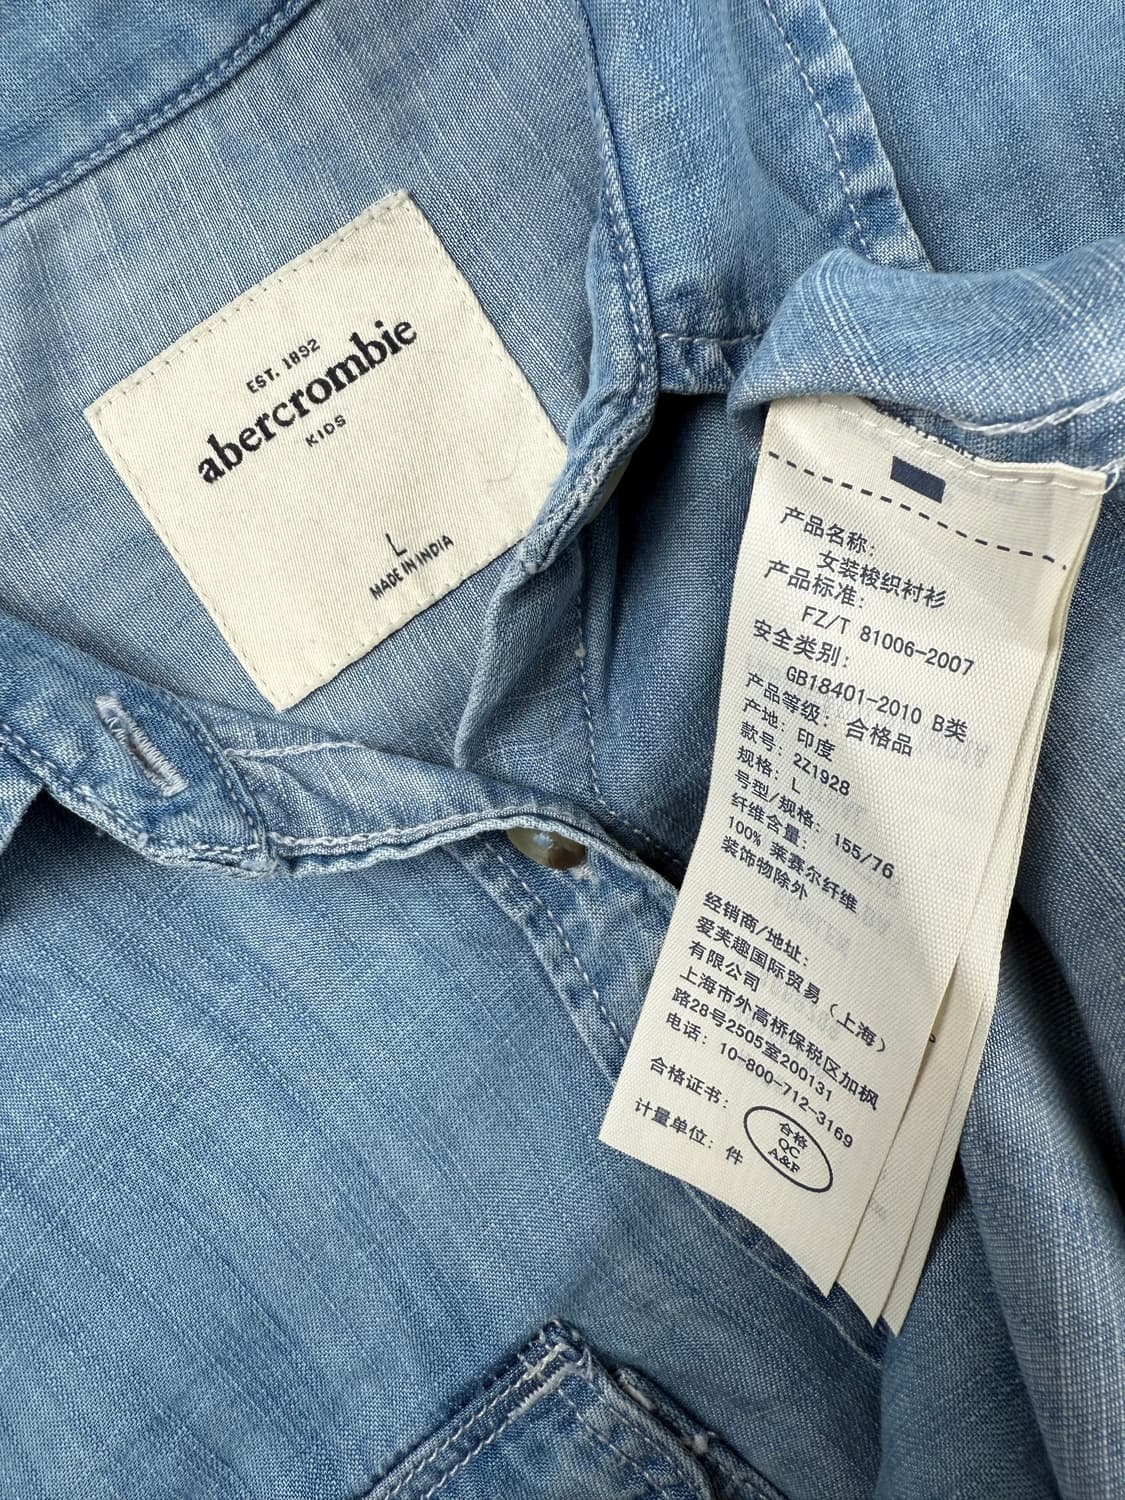 EST. 1892
abercrombie
KIDS
L
MADE IN INDIA
产品名称:
女装梭织衬衫
产品标准:
FZ/T 81006-2007
安全类别:
GB18401-2010 B类
产品等级: 合格品
产地: 印度
款号: 2Z1928
规格: L
号型/规格: 155/76
纤维含量:
100% 莱赛尔纤维
装饰物除外
经销商/地址:
爱芙趣国际贸易（上海）
有限公司
上海市外高桥保税区加枫
路28号2505室200131
电话: 10-800-712-3169
合格证书:
合格
QC
A&F
计量单位: 件